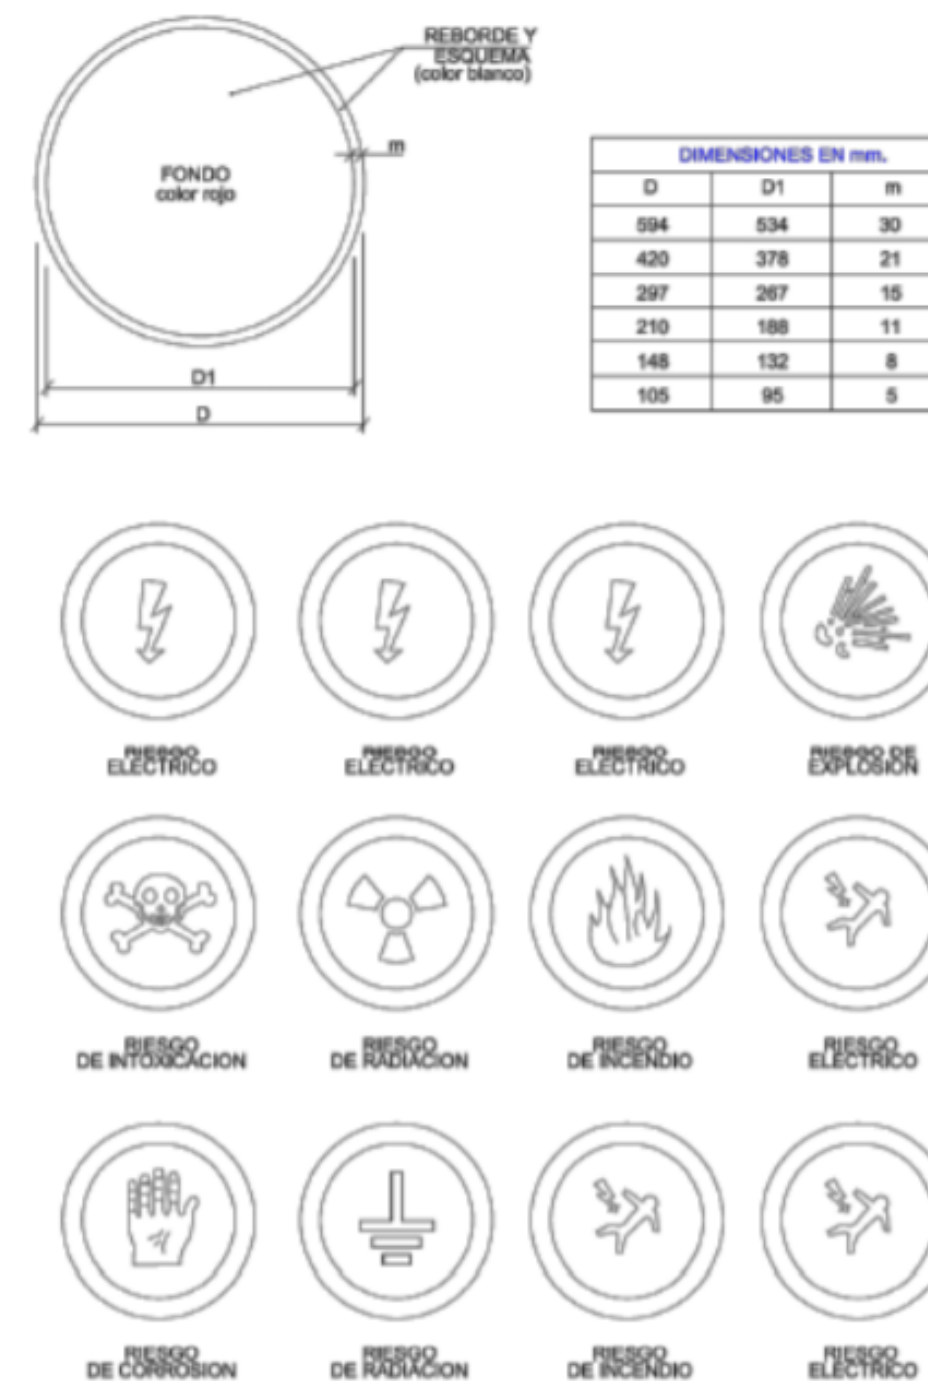 REBORDE Y
ESQUEMA
(color blanco)
m
FONDO
color rojo
D1
D
DIMENSIONES EN mm.
D D1 m
594 534 30
420 378 21
297 267 15
210 188 11
148 132 8
105 95 5
RIESGO
ELECTRICO
RIESGO
ELECTRICO
RIESGO
ELECTRICO
RIESGO DE
EXPLOSION
RIESGO
DE INTOXICACION
RIESGO
DE RADIACION
RIESGO
DE INCENDIO
RIESGO
ELECTRICO
RIESGO
DE CORROSION
RIESGO
DE RADIACION
RIESGO
DE INCENDIO
RIESGO
ELECTRICO